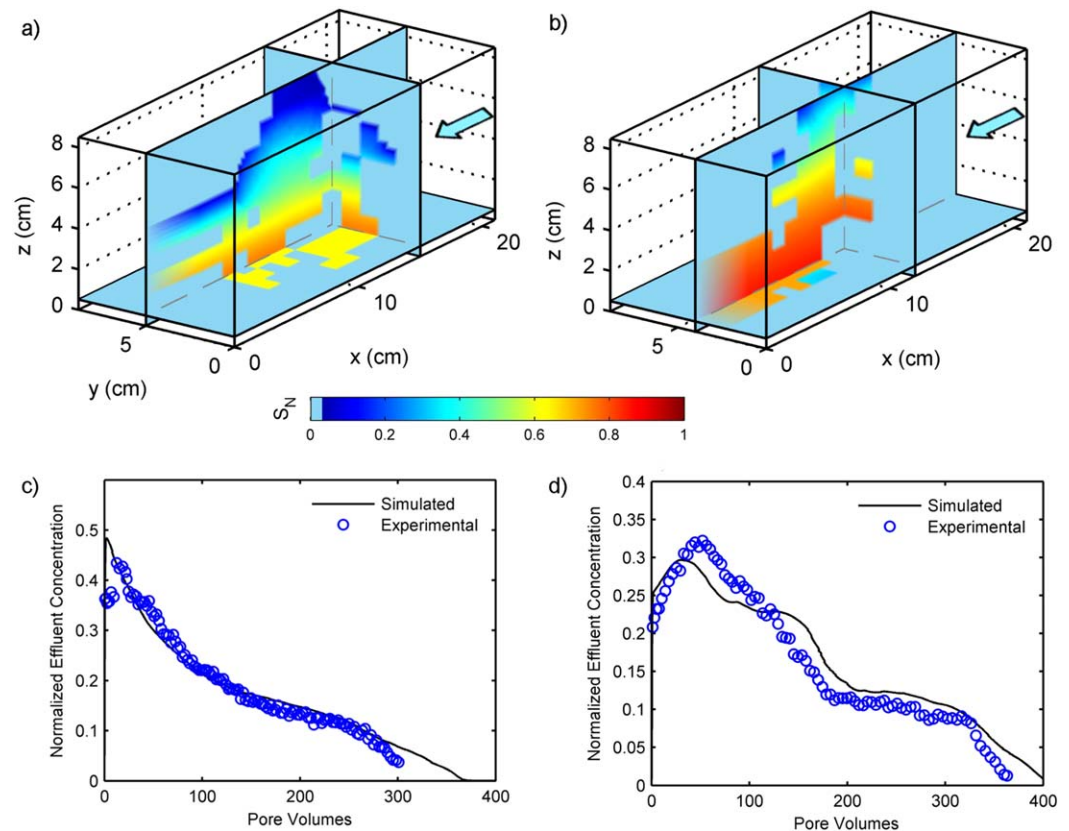 a)
b)
8
6
4
2
0
z (cm)
5
0
y (cm)
0
10
20
x (cm)
8
6
4
2
0
z (cm)
5
0
0
10
20
x (cm)
S_N
0 0.2 0.4 0.6 0.8 1
c)
Simulated
Experimental
0.5
0.4
0.3
0.2
0.1
0
Normalized Effluent Concentration
0 100 200 300 400
Pore Volumes
d)
Simulated
Experimental
0.4
0.35
0.3
0.25
0.2
0.15
0.1
0.05
0
Normalized Effluent Concentration
0 100 200 300 400
Pore Volumes